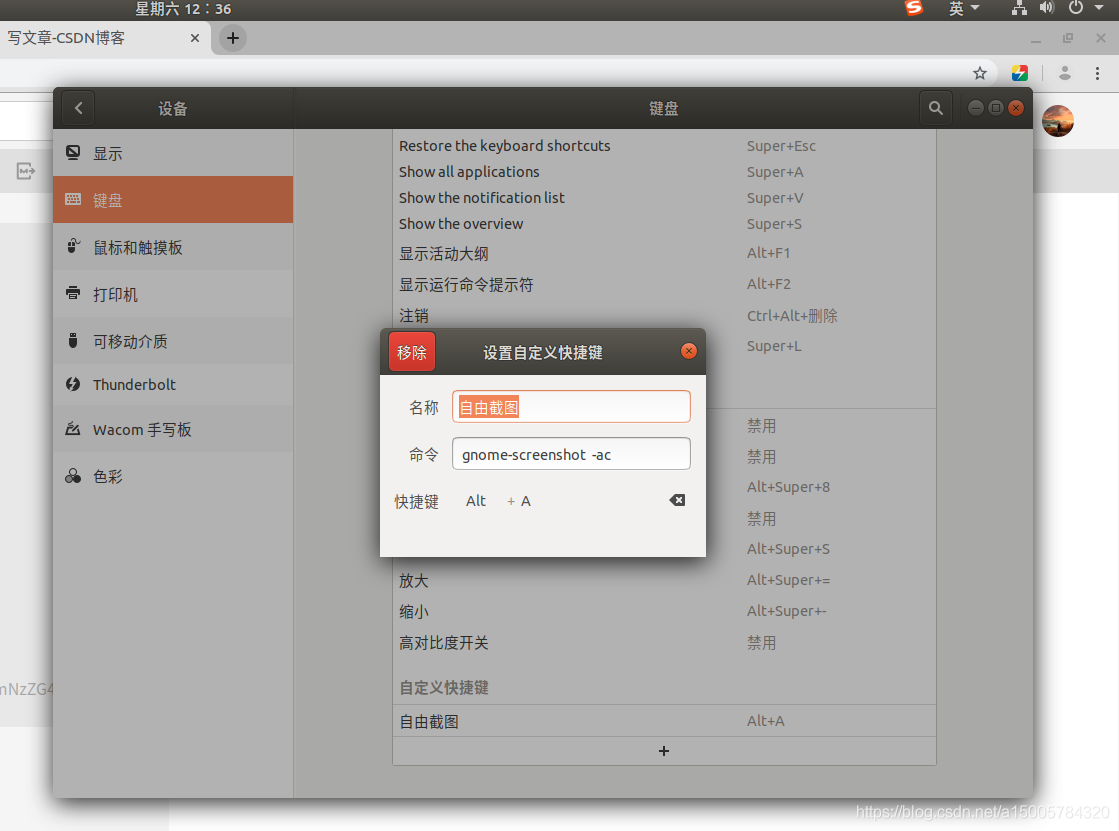 星期六 12：36
英
写文章-CSDN博客
设备
键盘
显示
键盘
鼠标和触摸板
打印机
可移动介质
Thunderbolt
Wacom 手写板
色彩
Restore the keyboard shortcuts Super+Esc
Show all applications Super+A
Show the notification list Super+V
Show the overview Super+S
显示活动大纲 Alt+F1
显示运行命令提示符 Alt+F2
注销 Ctrl+Alt+删除
Super+L
移除 设置自定义快捷键
名称 自由截图
命令 gnome-screenshot -ac
快捷键 Alt + A
禁用
禁用
Alt+Super+8
禁用
Alt+Super+S
放大 Alt+Super+=
缩小 Alt+Super+-
高对比度开关 禁用
自定义快捷键
自由截图 Alt+A
+
mNzZG4
https://blog.csdn.net/a15005784320